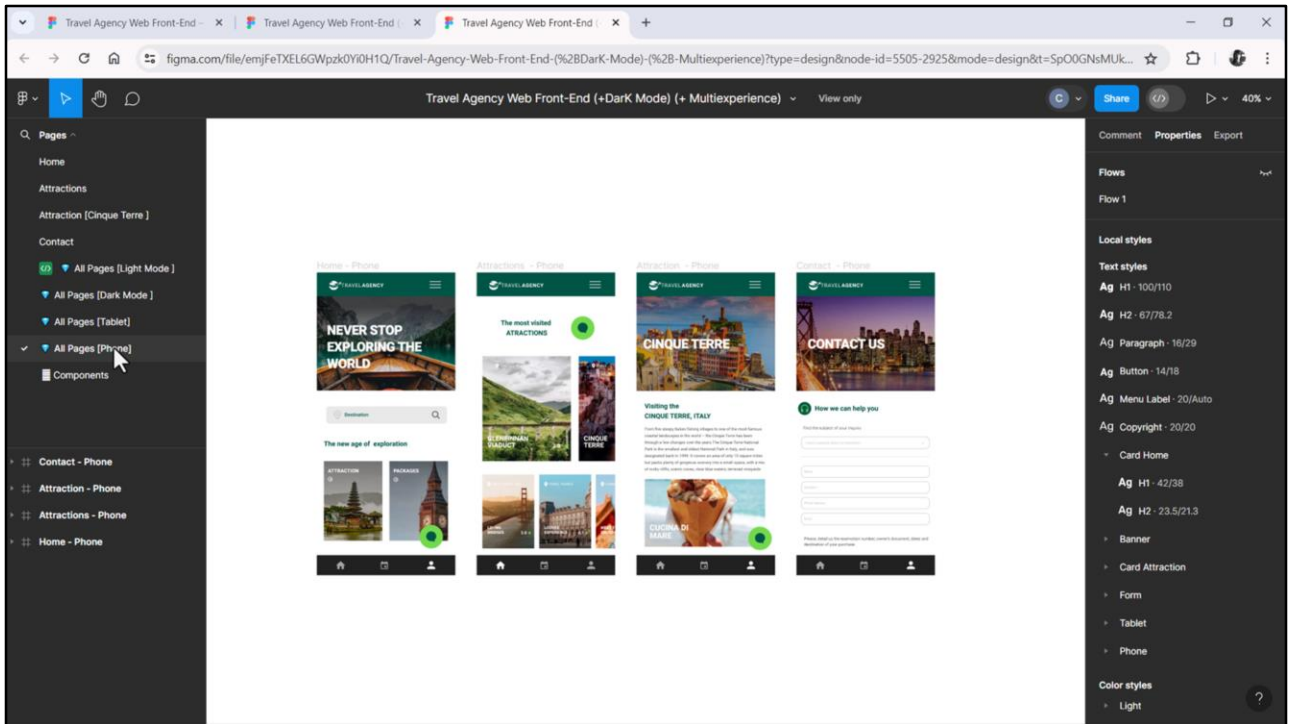 Travel Agency Web Front-End –
Travel Agency Web Front-End (
Travel Agency Web Front-End (
figma.com/file/emjFeTXEL6GWpzk0Yi0H1Q/Travel-Agency-Web-Front-End-(%2BDarK-Mode)-(%2B-Multiexperience)?type=design&node-id=5505-2925&mode=design&t=SpO0GNsMUk...
Travel Agency Web Front-End (+DarK Mode) (+ Multiexperience)
View only
C
Share
40%
Pages
Home
Attractions
Attraction [Cinque Terre ]
Contact
All Pages [Light Mode ]
All Pages [Dark Mode ]
All Pages [Tablet]
All Pages [Phone]
Components
Contact - Phone
Attraction - Phone
Attractions - Phone
Home - Phone
Home - Phone
TRAVELAGENCY
NEVER STOP
EXPLORING THE
WORLD
Destination
The new age of exploration
ATTRACTION
PACKAGES
Attractions - Phone
TRAVELAGENCY
The most visited
ATTRACTIONS
GLENFINNAN
VIADUCT
CINQUE
TERRE
Attraction - Phone
TRAVELAGENCY
CINQUE TERRE
Visiting the
CINQUE TERRE, ITALY
CUCINA DI
MARE
Contact - Phone
TRAVELAGENCY
CONTACT US
How we can help you
Comment Properties Export
Flows
Flow 1
Local styles
Text styles
Ag H1 · 100/110
Ag H2 · 67/78.2
Ag Paragraph · 16/29
Ag Button · 14/18
Ag Menu Label · 20/Auto
Ag Copyright · 20/20
Card Home
Ag H1 · 42/38
Ag H2 · 23.5/21.3
Banner
Card Attraction
Form
Tablet
Phone
Color styles
Light
?